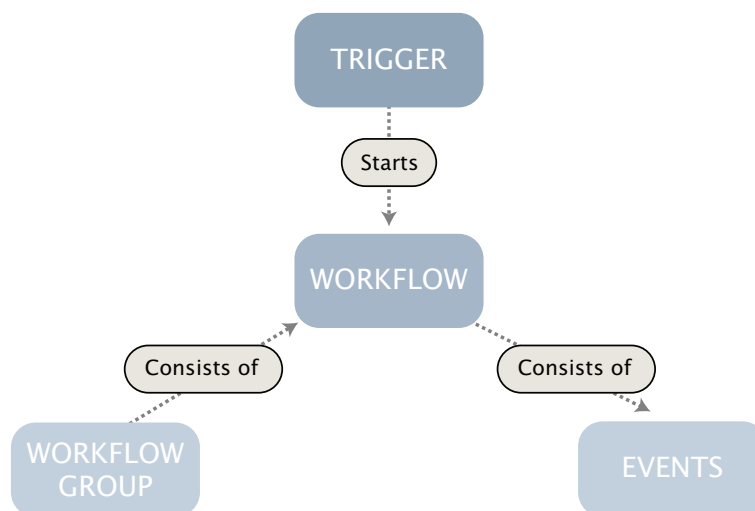 TRIGGER
Starts
WORKFLOW
Consists of
Consists of
WORKFLOW
GROUP
EVENTS